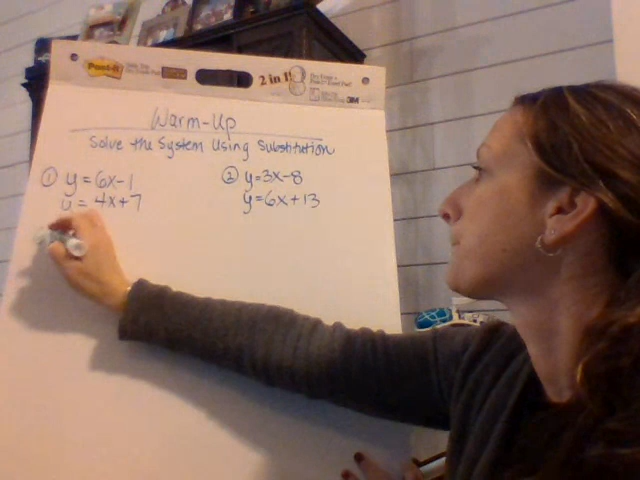 Post-it
2 in 1
3M
Warm-Up
Solve the System Using Substitution
① y=6x-1
y=4x+7
② y=3x-8
y=6x+13